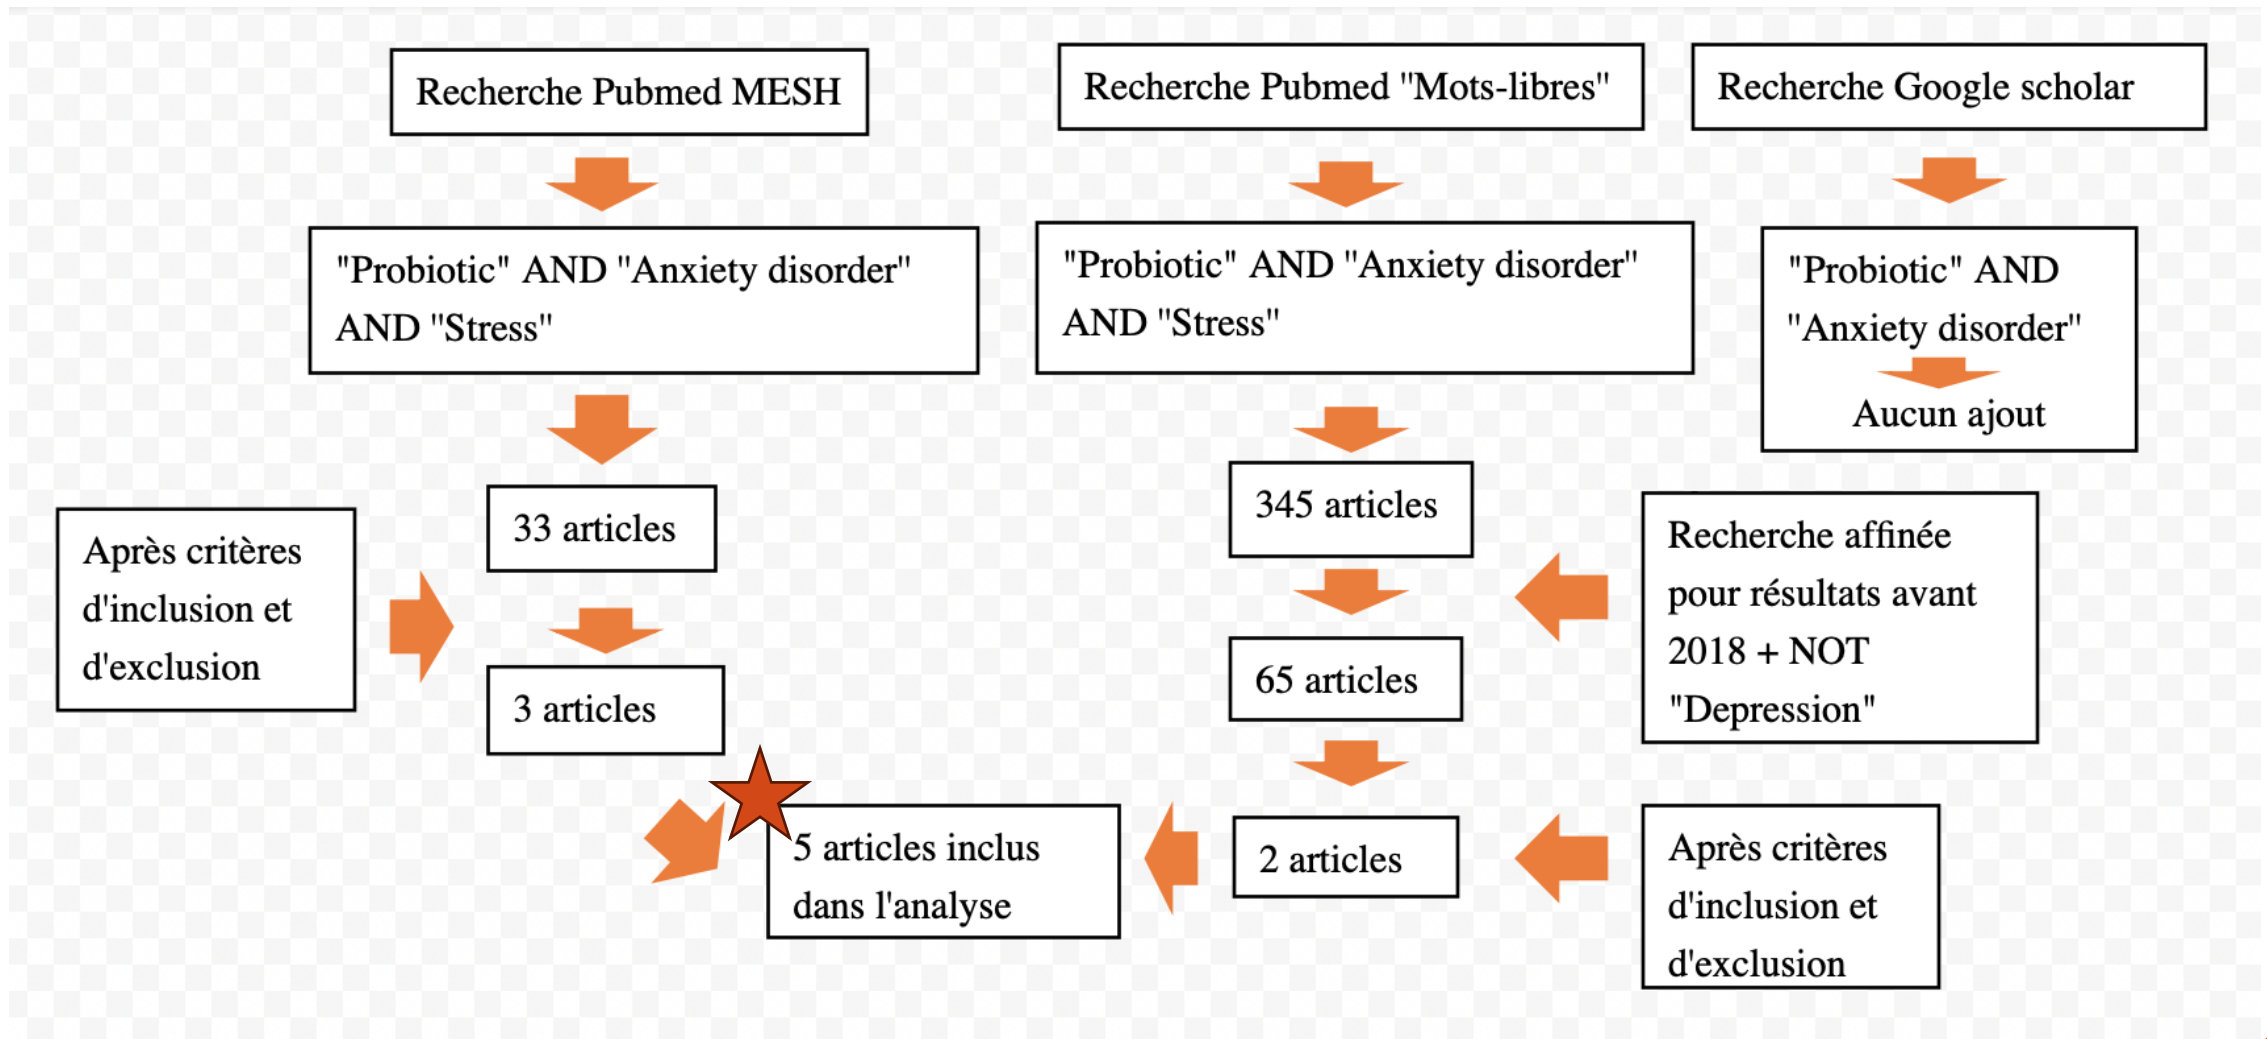 Recherche Pubmed MESH
Recherche Pubmed "Mots-libres"
Recherche Google scholar
"Probiotic" AND "Anxiety disorder"
AND "Stress"
"Probiotic" AND "Anxiety disorder"
AND "Stress"
"Probiotic" AND
"Anxiety disorder"
Aucun ajout
33 articles
345 articles
Après critères
d'inclusion et
d'exclusion
Recherche affinée
pour résultats avant
2018 + NOT
"Depression"
3 articles
65 articles
5 articles inclus
dans l'analyse
2 articles
Après critères
d'inclusion et
d'exclusion